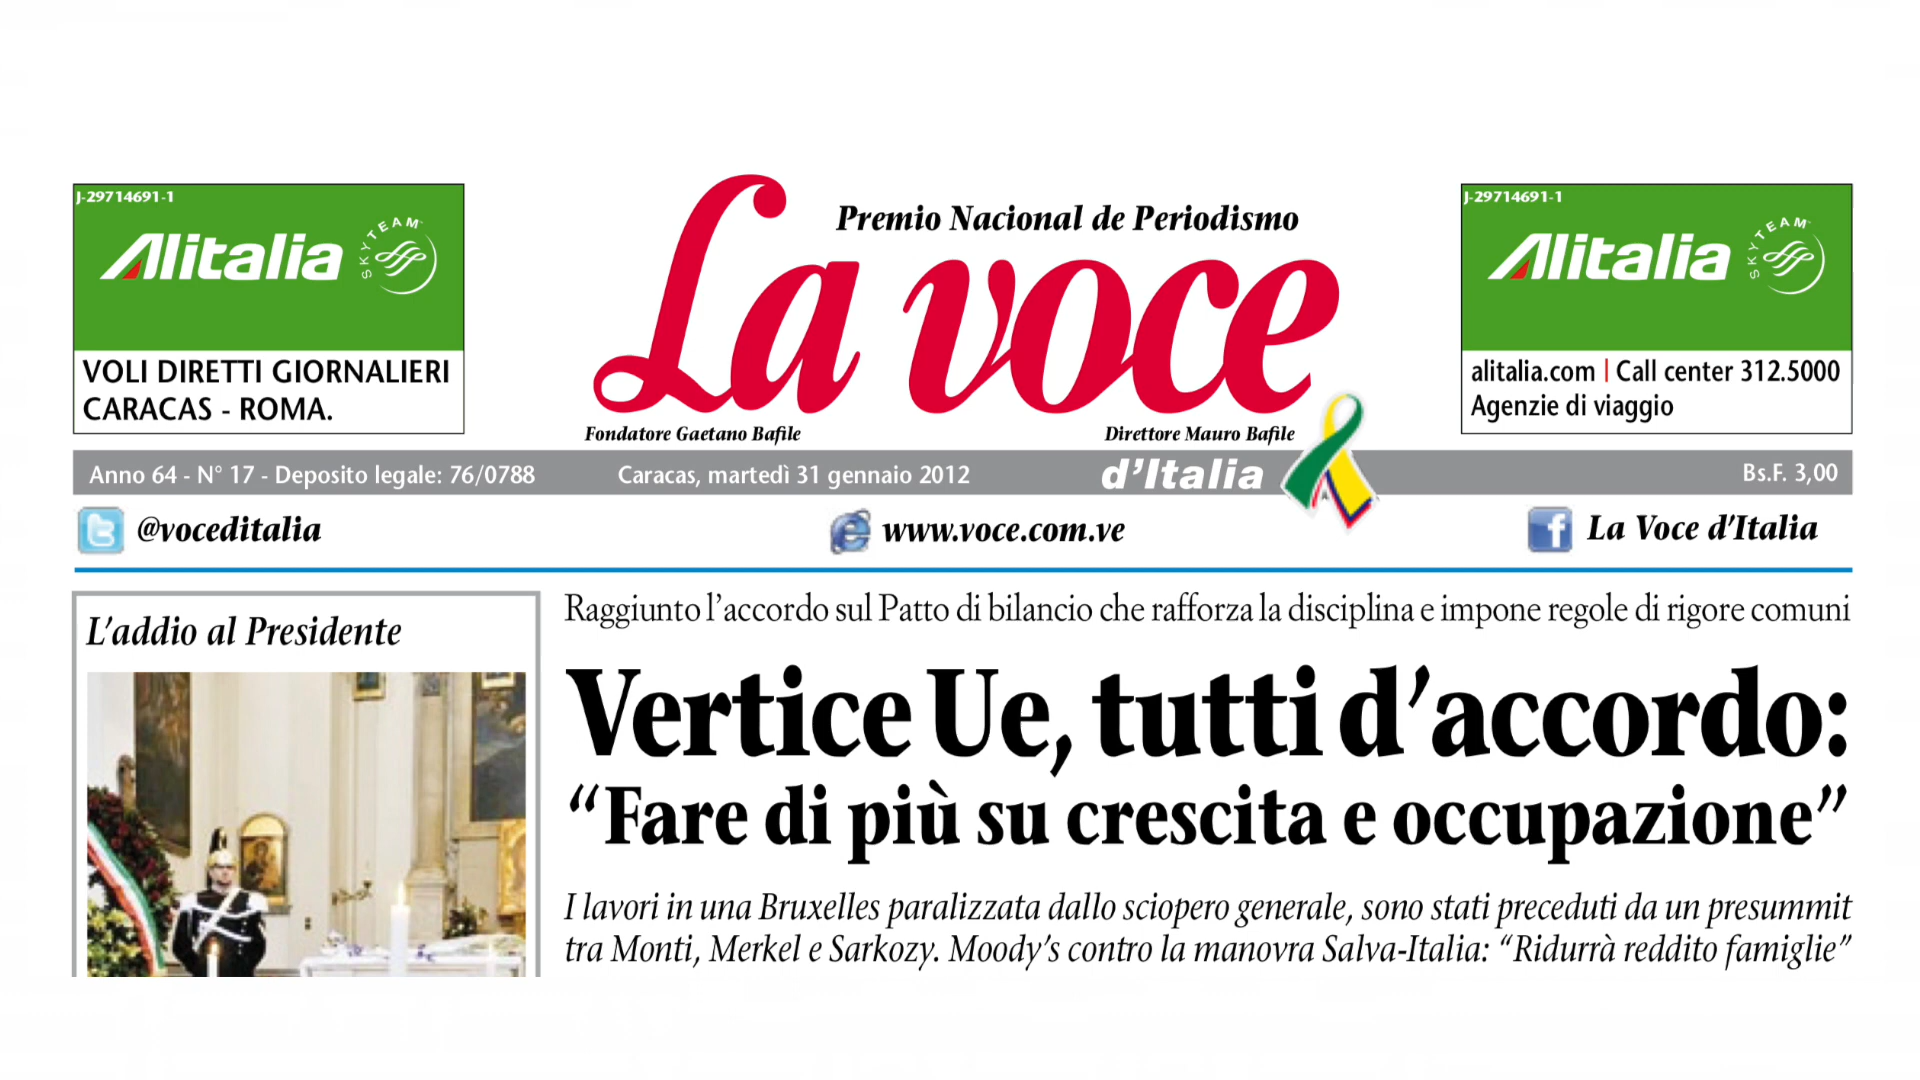 J-29714691-1
Alitalia
SKYTEAM
VOLI DIRETTI GIORNALIERI
CARACAS - ROMA.
Premio Nacional de Periodismo
La voce
Fondatore Gaetano Bafile
Direttore Mauro Bafile
J-29714691-1
Alitalia
SKYTEAM
alitalia.com | Call center 312.5000
Agenzie di viaggio
Anno 64 - N° 17 - Deposito legale: 76/0788
Caracas, martedì 31 gennaio 2012
d'Italia
Bs.F. 3,00
@voceditalia
www.voce.com.ve
La Voce d'Italia
L'addio al Presidente
Raggiunto l'accordo sul Patto di bilancio che rafforza la disciplina e impone regole di rigore comuni
Vertice Ue, tutti d'accordo:
“Fare di più su crescita e occupazione”
I lavori in una Bruxelles paralizzata dallo sciopero generale, sono stati preceduti da un presummit
tra Monti, Merkel e Sarkozy. Moody's contro la manovra Salva-Italia: “Ridurrà reddito famiglie”